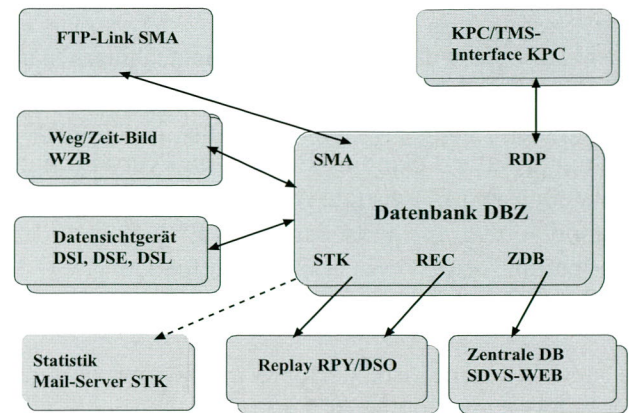 FTP-Link SMA
KPC/TMS-
Interface KPC
Weg/Zeit-Bild
WZB
SMA
RDP
Datenbank DBZ
Datensichtgerät
DSI, DSE, DSL
STK
REC
ZDB
Statistik
Mail-Server STK
Replay RPY/DSO
Zentrale DB
SDVS-WEB